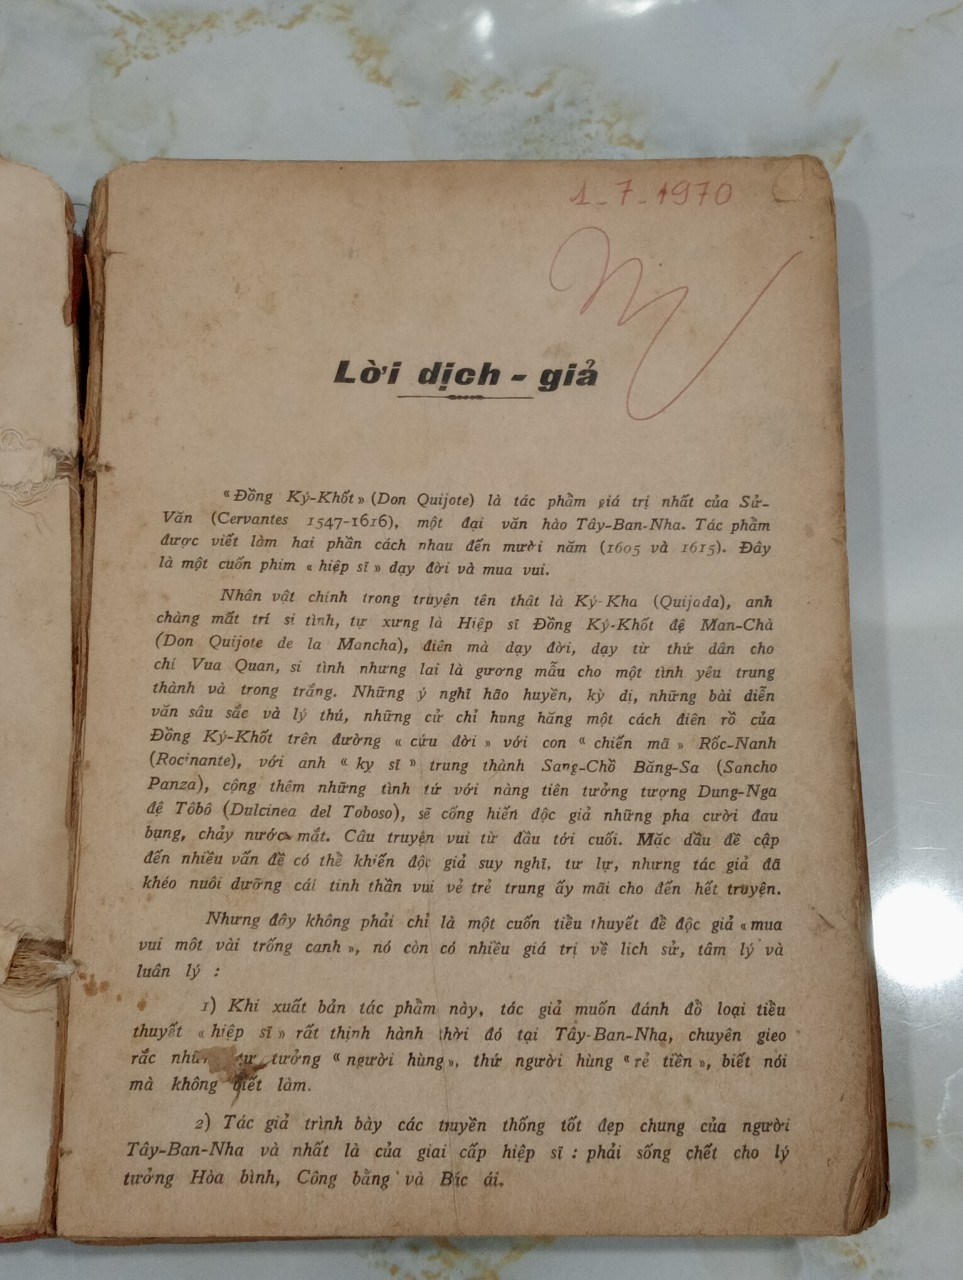 1-7-1970
Lời dịch - giả
« Đồng Ký-Khốt » (Don Quijote) là tác phẩm giá trị nhất của Sử-
Văn (Cervantes 1547-1616), một đại văn hào Tây-Ban-Nha. Tác phẩm
được viết làm hai phần cách nhau đến mười năm (1605 và 1615). Đây
là một cuốn phim « hiệp sĩ » dạy đời và mua vui.
Nhân vật chính trong truyện tên thật là Ký-Kha (Quijada), anh
chàng mất trí si tình, tự xưng là Hiệp sĩ Đồng Ký-Khốt đệ Man-Chà
(Don Quijote de la Mancha), điên mà dạy đời, dạy từ thứ dân cho
chí Vua Quan, si tình nhưng lai là gương mẫu cho một tình yêu trung
thành và trong trắng. Những ý nghĩ hão huyền, kỳ dị, những bài diễn
văn sâu sắc và lý thú, những cử chỉ hung hăng một cách điên rồ của
Đồng Ký-Khốt trên đường « cứu đời » với con « chiến mã » Rốc-Nanh
(Rocinante), với anh « kỵ sĩ » trung thành Sang-Chồ Băng-Sa (Sancho
Panza), cộng thêm những tình tứ với nàng tiên tưởng tượng Dung-Nga
đệ Tôbô (Dulcinea del Toboso), sẽ cống hiến độc giả những pha cười đau
bụng, chảy nước mắt. Câu truyện vui từ đầu tới cuối. Mặc dầu đề cập
đến nhiều vấn đề có thể khiến độc giả suy nghĩ, tư lự, nhưng tác giả đã
khéo nuôi dưỡng cái tinh thần vui vẻ trẻ trung ấy mãi cho đến hết truyện.
Nhưng đây không phải chỉ là một cuốn tiểu thuyết để độc giả « mua
vui một vài trống canh », nó còn có nhiều giá trị về lich sử, tâm lý và
luân lý :
1) Khi xuất bản tác phẩm này, tác giả muốn đánh đổ loại tiểu
thuyết « hiệp sĩ » rất thịnh hành thời đó tại Tây-Ban-Nha, chuyên gieo
rắc tưởng « người hùng », thứ người hùng « rẻ tiền », biết nói
mà không biết làm.
2) Tác giả trình bày các truyền thống tốt đẹp chung của người
Tây-Ban-Nha và nhất là của giai cấp hiệp sĩ : phải sống chết cho lý
tưởng Hòa bình, Công bằng và Bác ái.